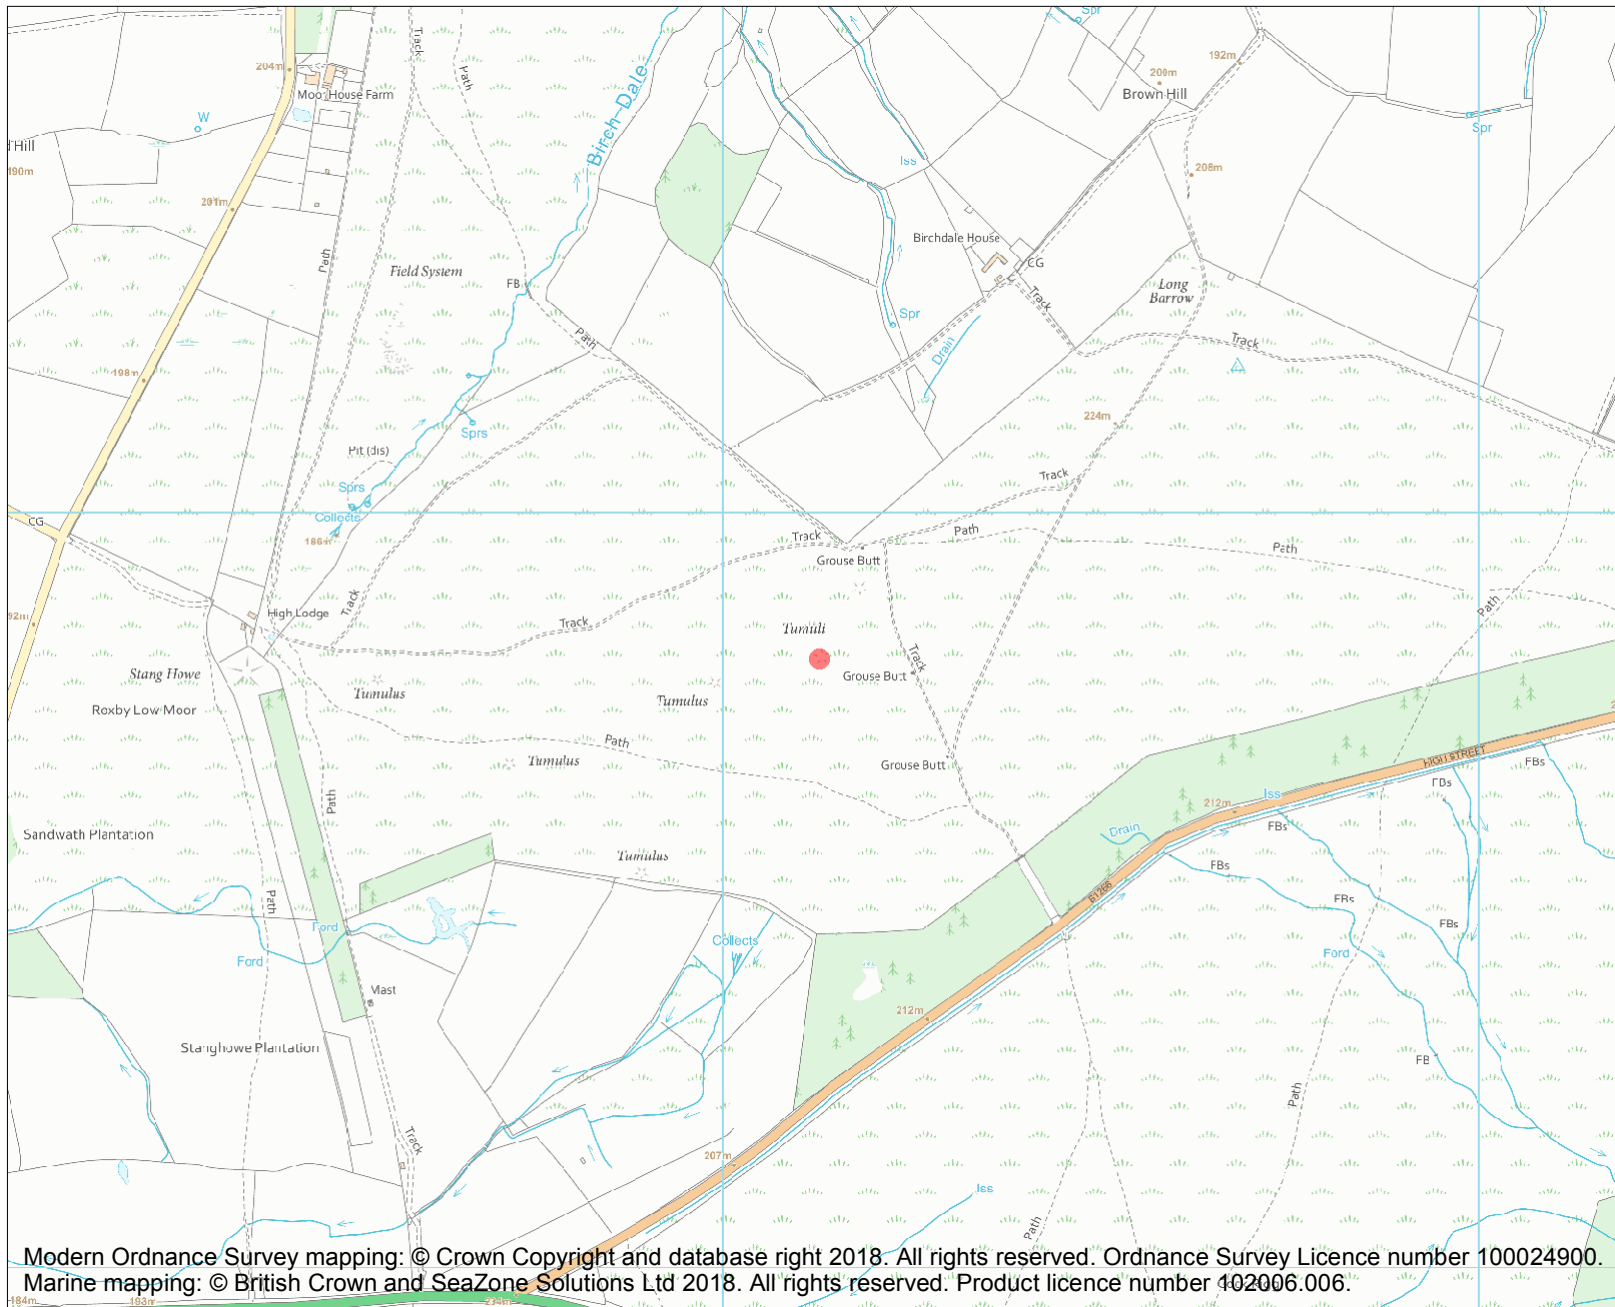 Spr
Track
Path
204m
192m
Moor House Farm
200m
Brown Hill
Birch-Dale
W
Spr
Iss
190m
208m
201m
Birchdale House
Path
CG
Field System
FB
Long
Barrow
Track
Spr
Path
Drain
Track
198m
224m
Sprs
Pit (dis)
Track
Sprs
Collects
CG
186m
Track
Path
Path
Grouse Butt
Track
High Lodge
92m
Track
Path
Tumuli
Track
Stang Howe
Grouse Butt
Tumulus
Tumulus
Roxby Low Moor
Path
Tumulus
Grouse Butt
HIGH STREET
FBs
FBs
Path
Iss
212m
Sandwath Plantation
Drain
FBs
Tumulus
FBs
B1266
Path
FBs
FBs
Ford
Collects
Ford
Ford
Mast
212m
Stanghowe Plantation
FB
Path
Track
207m
Iss
Path
Modern Ordnance Survey mapping: © Crown Copyright and database right 2018. All rights reserved. Ordnance Survey Licence number 100024900.
Marine mapping: © British Crown and SeaZone Solutions Ltd 2018. All rights reserved. Product licence number 102006.006.
184m
193m